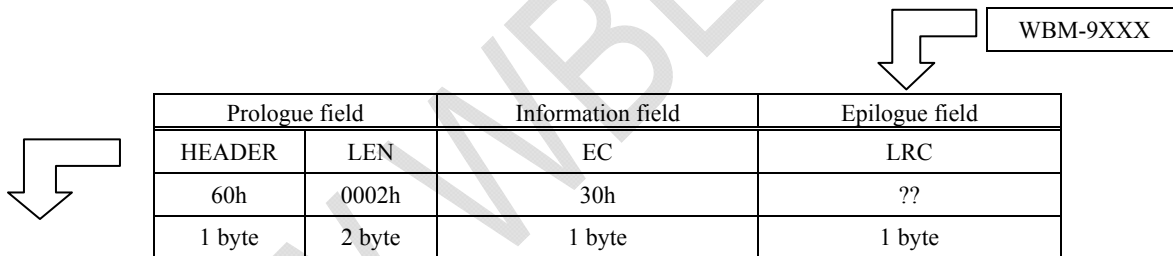 WBM-9XXX
Prologue field Information field Epilogue field
HEADER LEN EC LRC
60h 0002h 30h ??
1 byte 2 byte 1 byte 1 byte